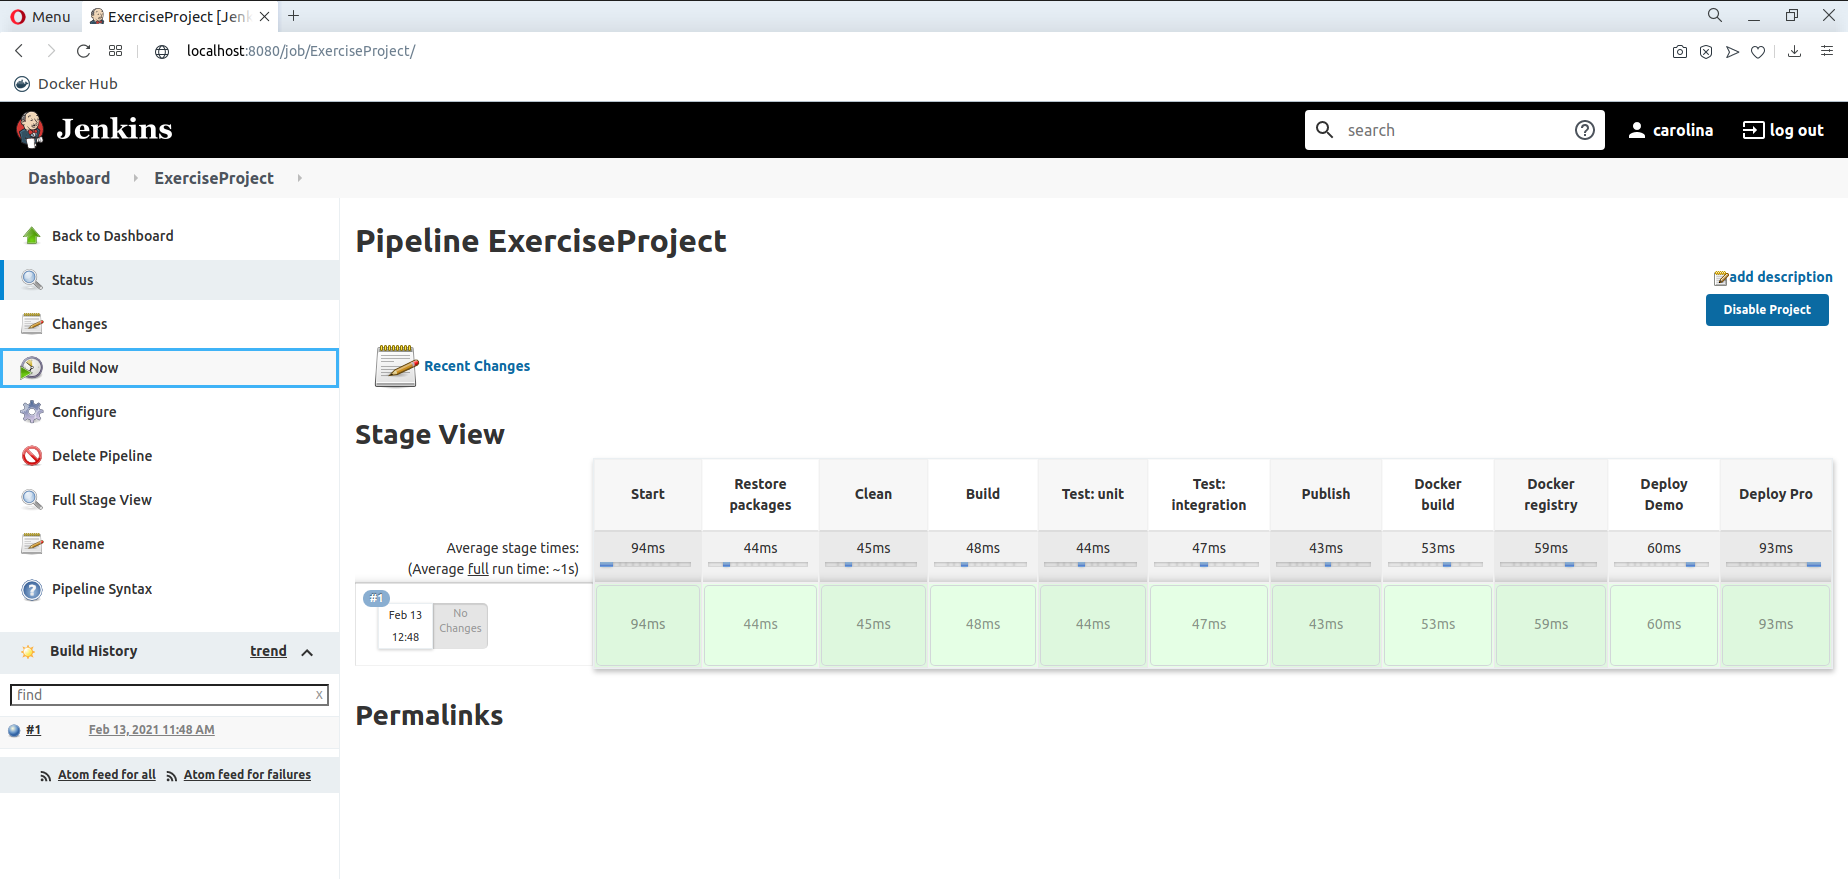 Menu
ExerciseProject [Jen
localhost:8080/job/ExerciseProject/
Docker Hub
Jenkins
search
carolina
log out
Dashboard
ExerciseProject
Back to Dashboard
Status
Changes
Build Now
Configure
Delete Pipeline
Full Stage View
Rename
Pipeline Syntax
Build History
trend
find
x
#1
Feb 13, 2021 11:48 AM
Atom feed for all
Atom feed for failures
Pipeline ExerciseProject
add description
Disable Project
Recent Changes
Stage View
Start
Restore
packages
Clean
Build
Test: unit
Test:
integration
Publish
Docker
build
Docker
registry
Deploy
Demo
Deploy Pro
Average stage times:
(Average full run time: ~1s)
94ms
44ms
45ms
48ms
44ms
47ms
43ms
53ms
59ms
60ms
93ms
#1
Feb 13
12:48
No
Changes
94ms
44ms
45ms
48ms
44ms
47ms
43ms
53ms
59ms
60ms
93ms
Permalinks